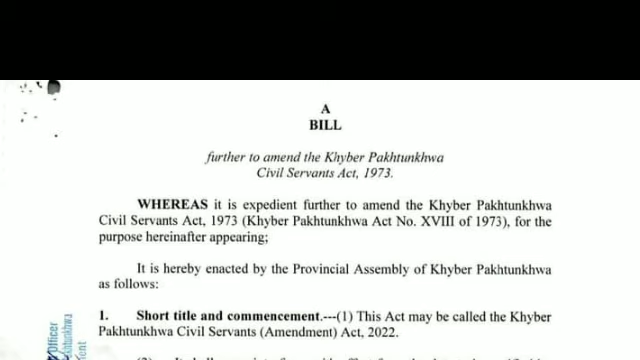 A
BILL
further to amend the Khyber Pakhtunkhwa
Civil Servants Act, 1973.
WHEREAS it is expedient further to amend the Khyber Pakhtunkhwa
Civil Servants Act, 1973 (Khyber Pakhtunkhwa Act No. XVIII of 1973), for the
purpose hereinafter appearing;
It is hereby enacted by the Provincial Assembly of Khyber Pakhtunkhwa
as follows:
1. Short title and commencement.---(1) This Act may be called the Khyber
Pakhtunkhwa Civil Servants (Amendment) Act, 2022.
Officer